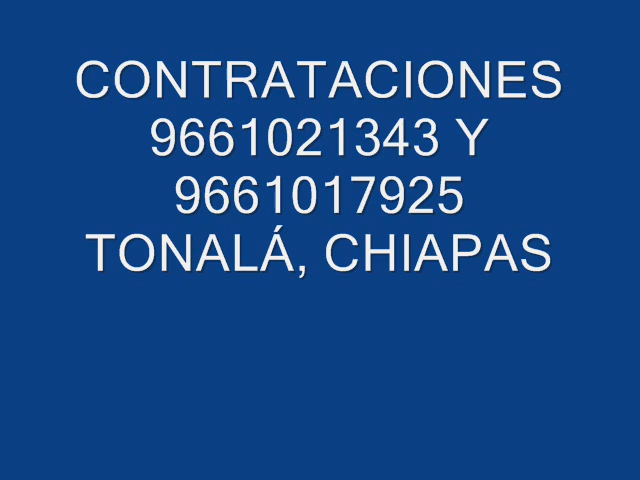 CONTRATACIONES
9661021343 Y
9661017925
TONALÁ, CHIAPAS